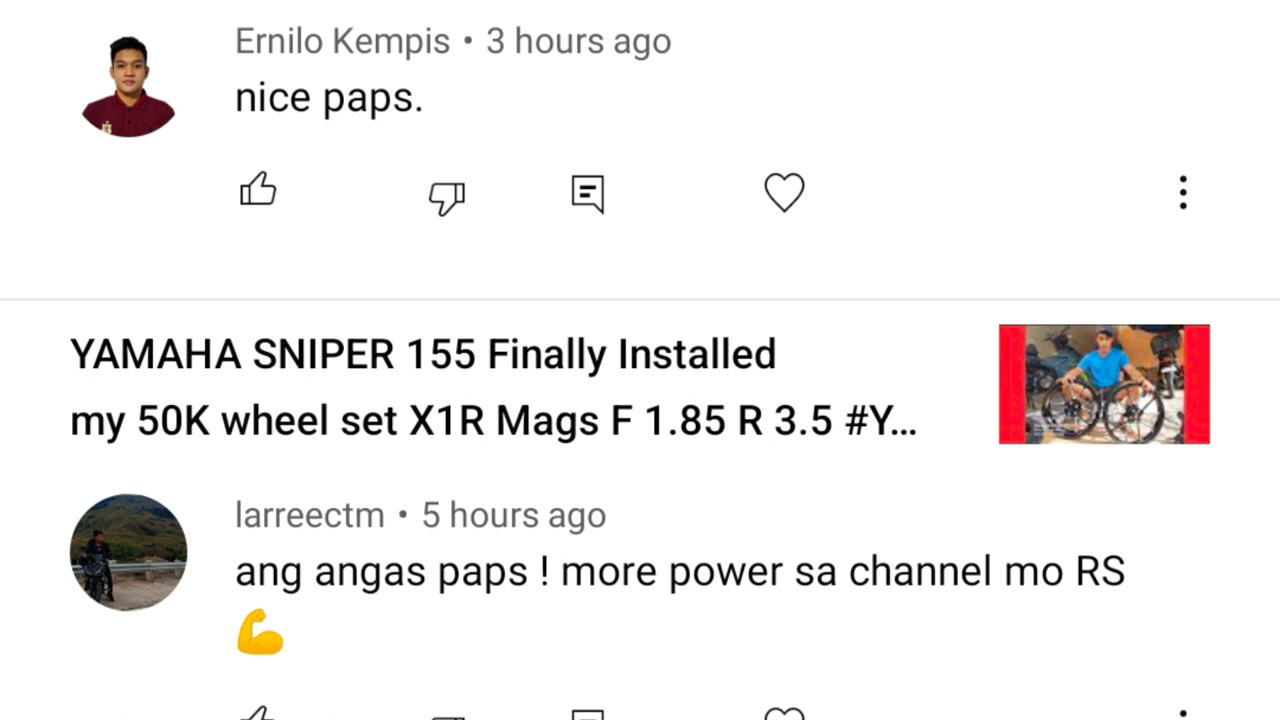 Ernilo Kempis • 3 hours ago
nice paps.
YAMAHA SNIPER 155 Finally Installed
my 50K wheel set X1R Mags F 1.85 R 3.5 #Y...
larreectm • 5 hours ago
ang angas paps ! more power sa channel mo RS
💪